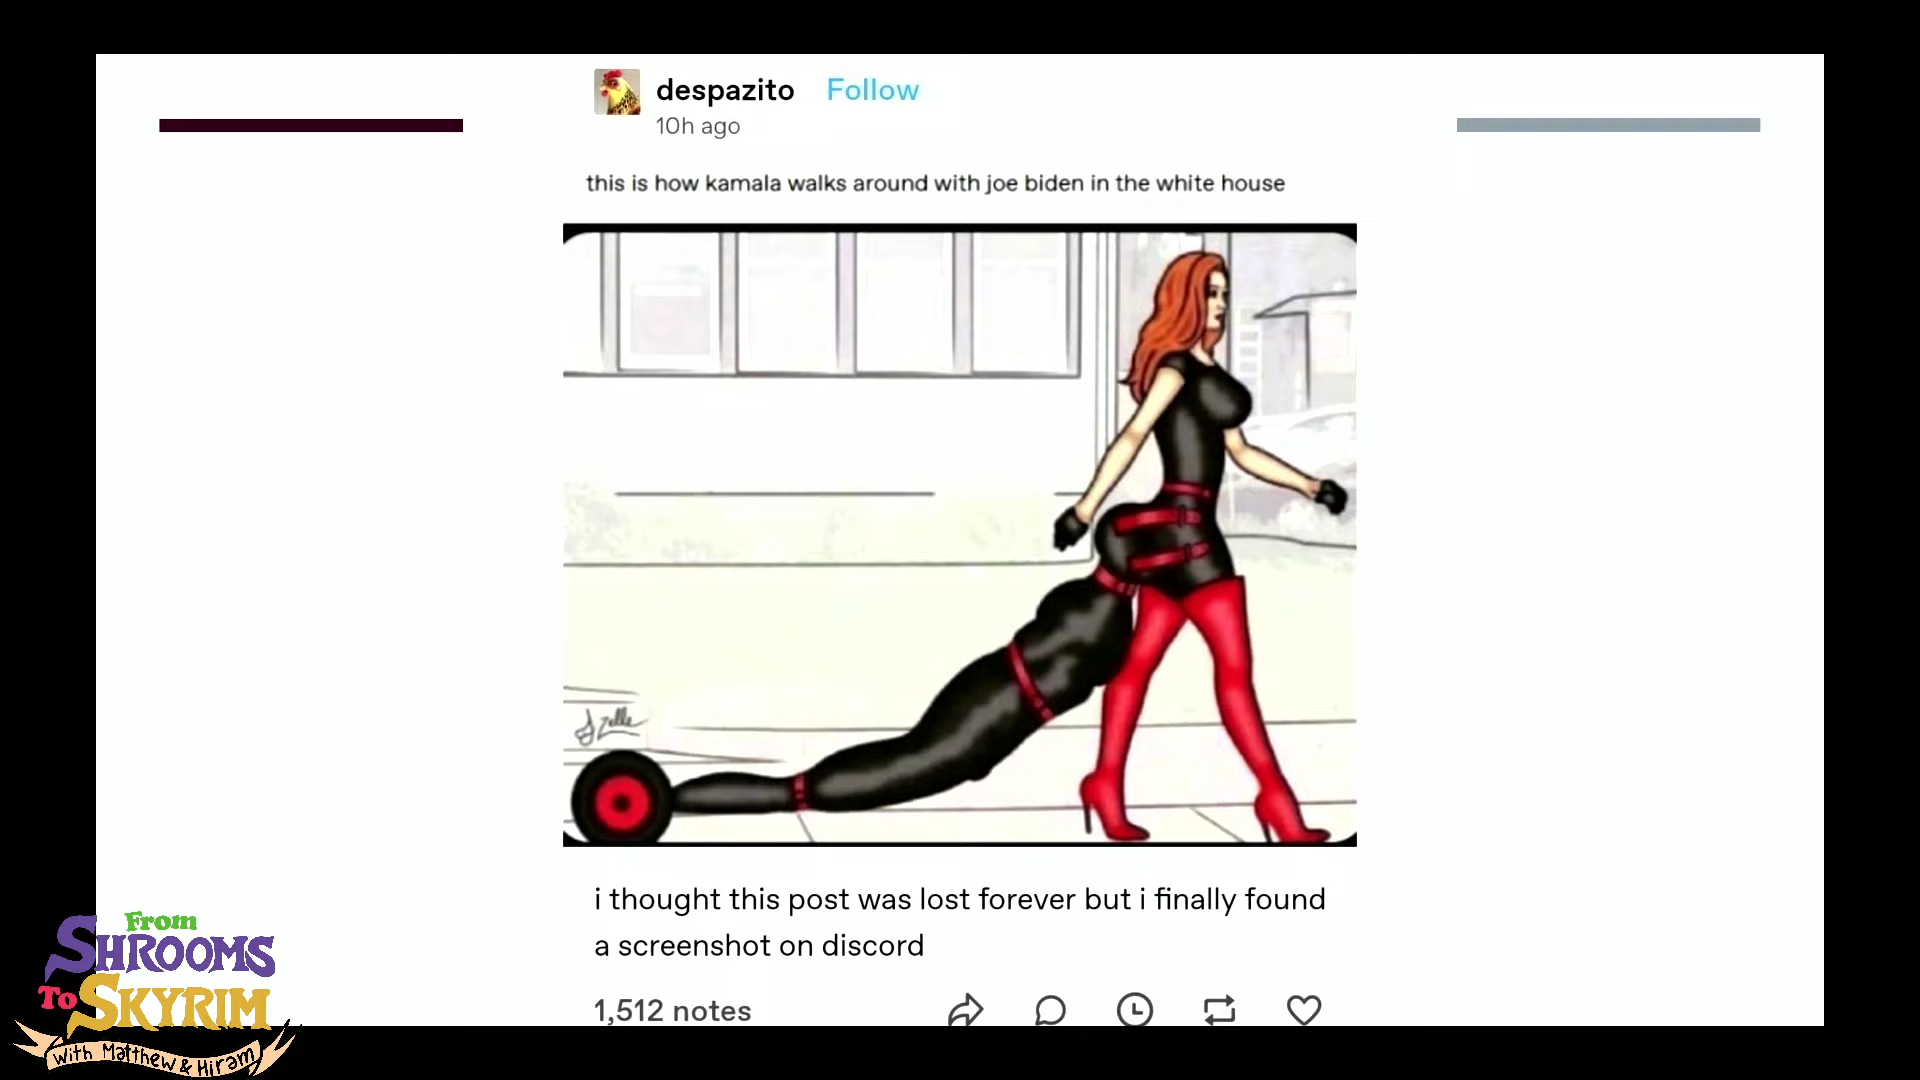 despazito Follow
10h ago
this is how kamala walks around with joe biden in the white house
J Zelle
i thought this post was lost forever but i finally found
a screenshot on discord
1,512 notes
From
SHROOMS
To SKYRIM
with Matthew & Hiram